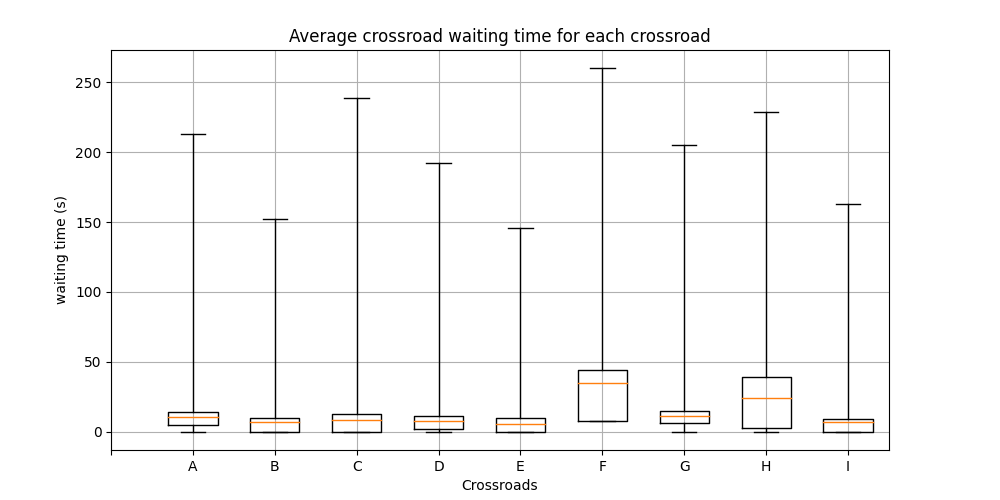 Average crossroad waiting time for each crossroad
250
200
150
100
50
0
waiting time (s)
A B C D E F G H I
Crossroads